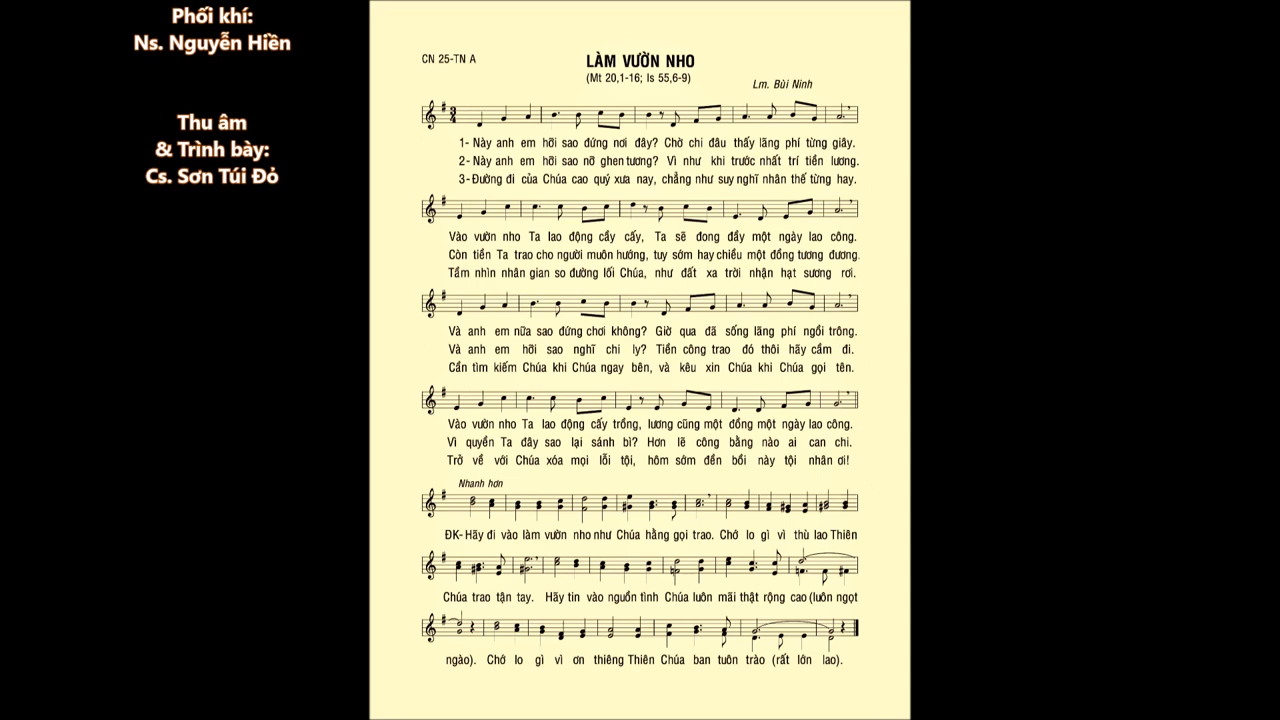 Phối khí:
Ns. Nguyễn Hiền
Thu âm
& Trình bày:
Cs. Sơn Túi Đỏ
CN 25-TN A
LÀM VƯỜN NHO
(Mt 20,1-16; Is 55,6-9)
Lm. Bùi Ninh
1- Này anh em hỡi sao đứng nơi đây? Chờ chi đâu thấy lãng phí từng giây.
2- Này anh em hỡi sao nỡ ghen tương? Vì như khi trước nhất trí tiền lương.
3-Đường đi của Chúa cao quý xưa nay, chẳng như suy nghĩ nhân thế từng hay.
Vào vườn nho Ta lao động cầy cấy, Ta sẽ đong đầy một ngày lao công.
Còn tiền Ta trao cho người muôn hướng, tuy sớm hay chiều một đồng tương đương.
Tầm nhìn nhân gian so đường lối Chúa, như đất xa trời nhận hạt sương rơi.
Và anh em nữa sao đứng chơi không? Giờ qua đã sống lãng phí ngồi trông.
Và anh em hỡi sao nghĩ chi ly? Tiền công trao đó thôi hãy cầm đi.
Cần tìm kiếm Chúa khi Chúa ngay bên, và kêu xin Chúa khi Chúa gọi tên.
Vào vườn nho Ta lao động cấy trồng, lương cũng một đồng một ngày lao công.
Vì quyền Ta đây sao lại sánh bì? Hơn lẽ công bằng nào ai can chi.
Trở về với Chúa xóa mọi lỗi tội, hôm sớm đền bồi này tội nhân ơi!
Nhanh hơn
ĐK-Hãy đi vào làm vườn nho như Chúa hằng gọi trao. Chớ lo gì vì thù lao Thiên
Chúa trao tận tay. Hãy tin vào nguồn tình Chúa luôn mãi thật rộng cao (luôn ngọt
ngào). Chớ lo gì vì ơn thiêng Thiên Chúa ban tuôn trào (rất lớn lao).